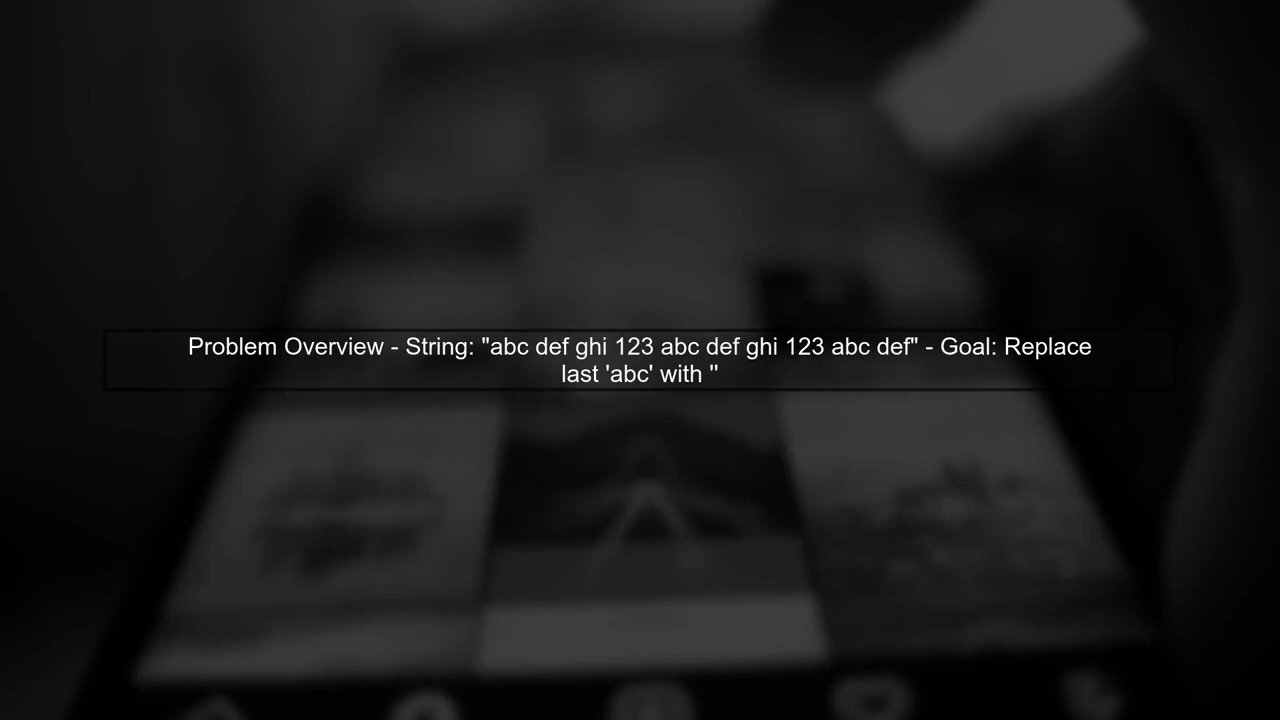 Problem Overview - String: "abc def ghi 123 abc def ghi 123 abc def" - Goal: Replace
last 'abc' with ''